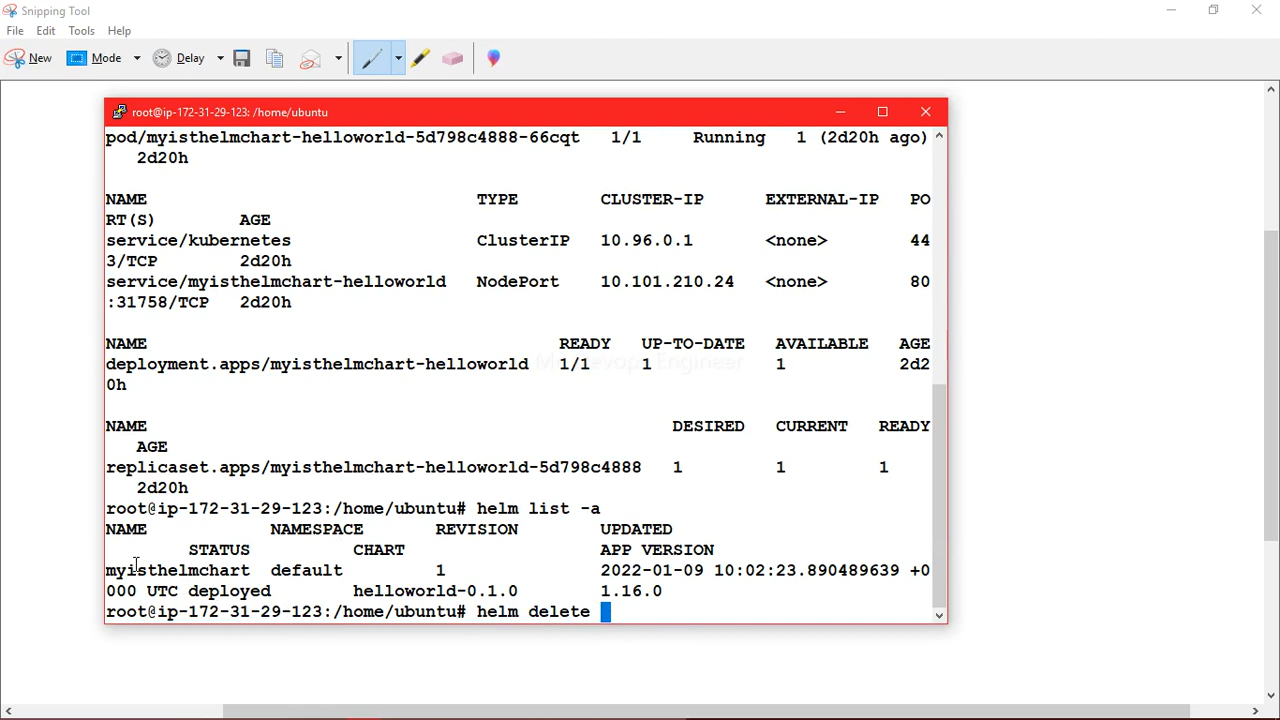 Snipping Tool
File Edit Tools Help
New Mode Delay
root@ip-172-31-29-123: /home/ubuntu
pod/myisthelmchart-helloworld-5d798c4888-66cqt 1/1 Running 1 (2d20h ago)
2d20h
NAME TYPE CLUSTER-IP EXTERNAL-IP PO
RT(S) AGE
service/kubernetes ClusterIP 10.96.0.1 <none> 44
3/TCP 2d20h
service/myisthelmchart-helloworld NodePort 10.101.210.24 <none> 80
:31758/TCP 2d20h
NAME READY UP-TO-DATE AVAILABLE AGE
deployment.apps/myisthelmchart-helloworld 1/1 1 1 2d2
0h
NAME DESIRED CURRENT READY
AGE
replicaset.apps/myisthelmchart-helloworld-5d798c4888 1 1 1
2d20h
root@ip-172-31-29-123:/home/ubuntu# helm list -a
NAME NAMESPACE REVISION UPDATED
STATUS CHART APP VERSION
myisthelmchart default 1 2022-01-09 10:02:23.890489639 +0
000 UTC deployed helloworld-0.1.0 1.16.0
root@ip-172-31-29-123:/home/ubuntu# helm delete